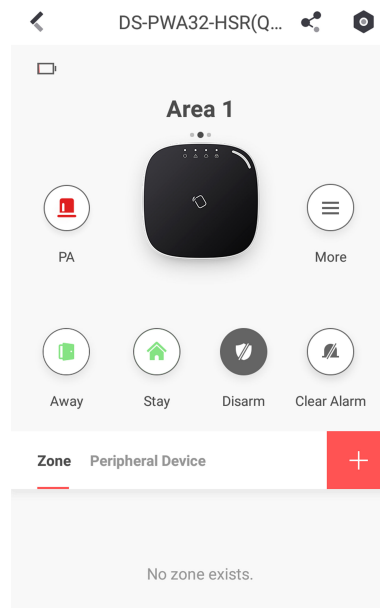 DS-PWA32-HSR(Q...
Area 1
PA
More
Away
Stay
Disarm
Clear Alarm
Zone
Peripheral Device
No zone exists.